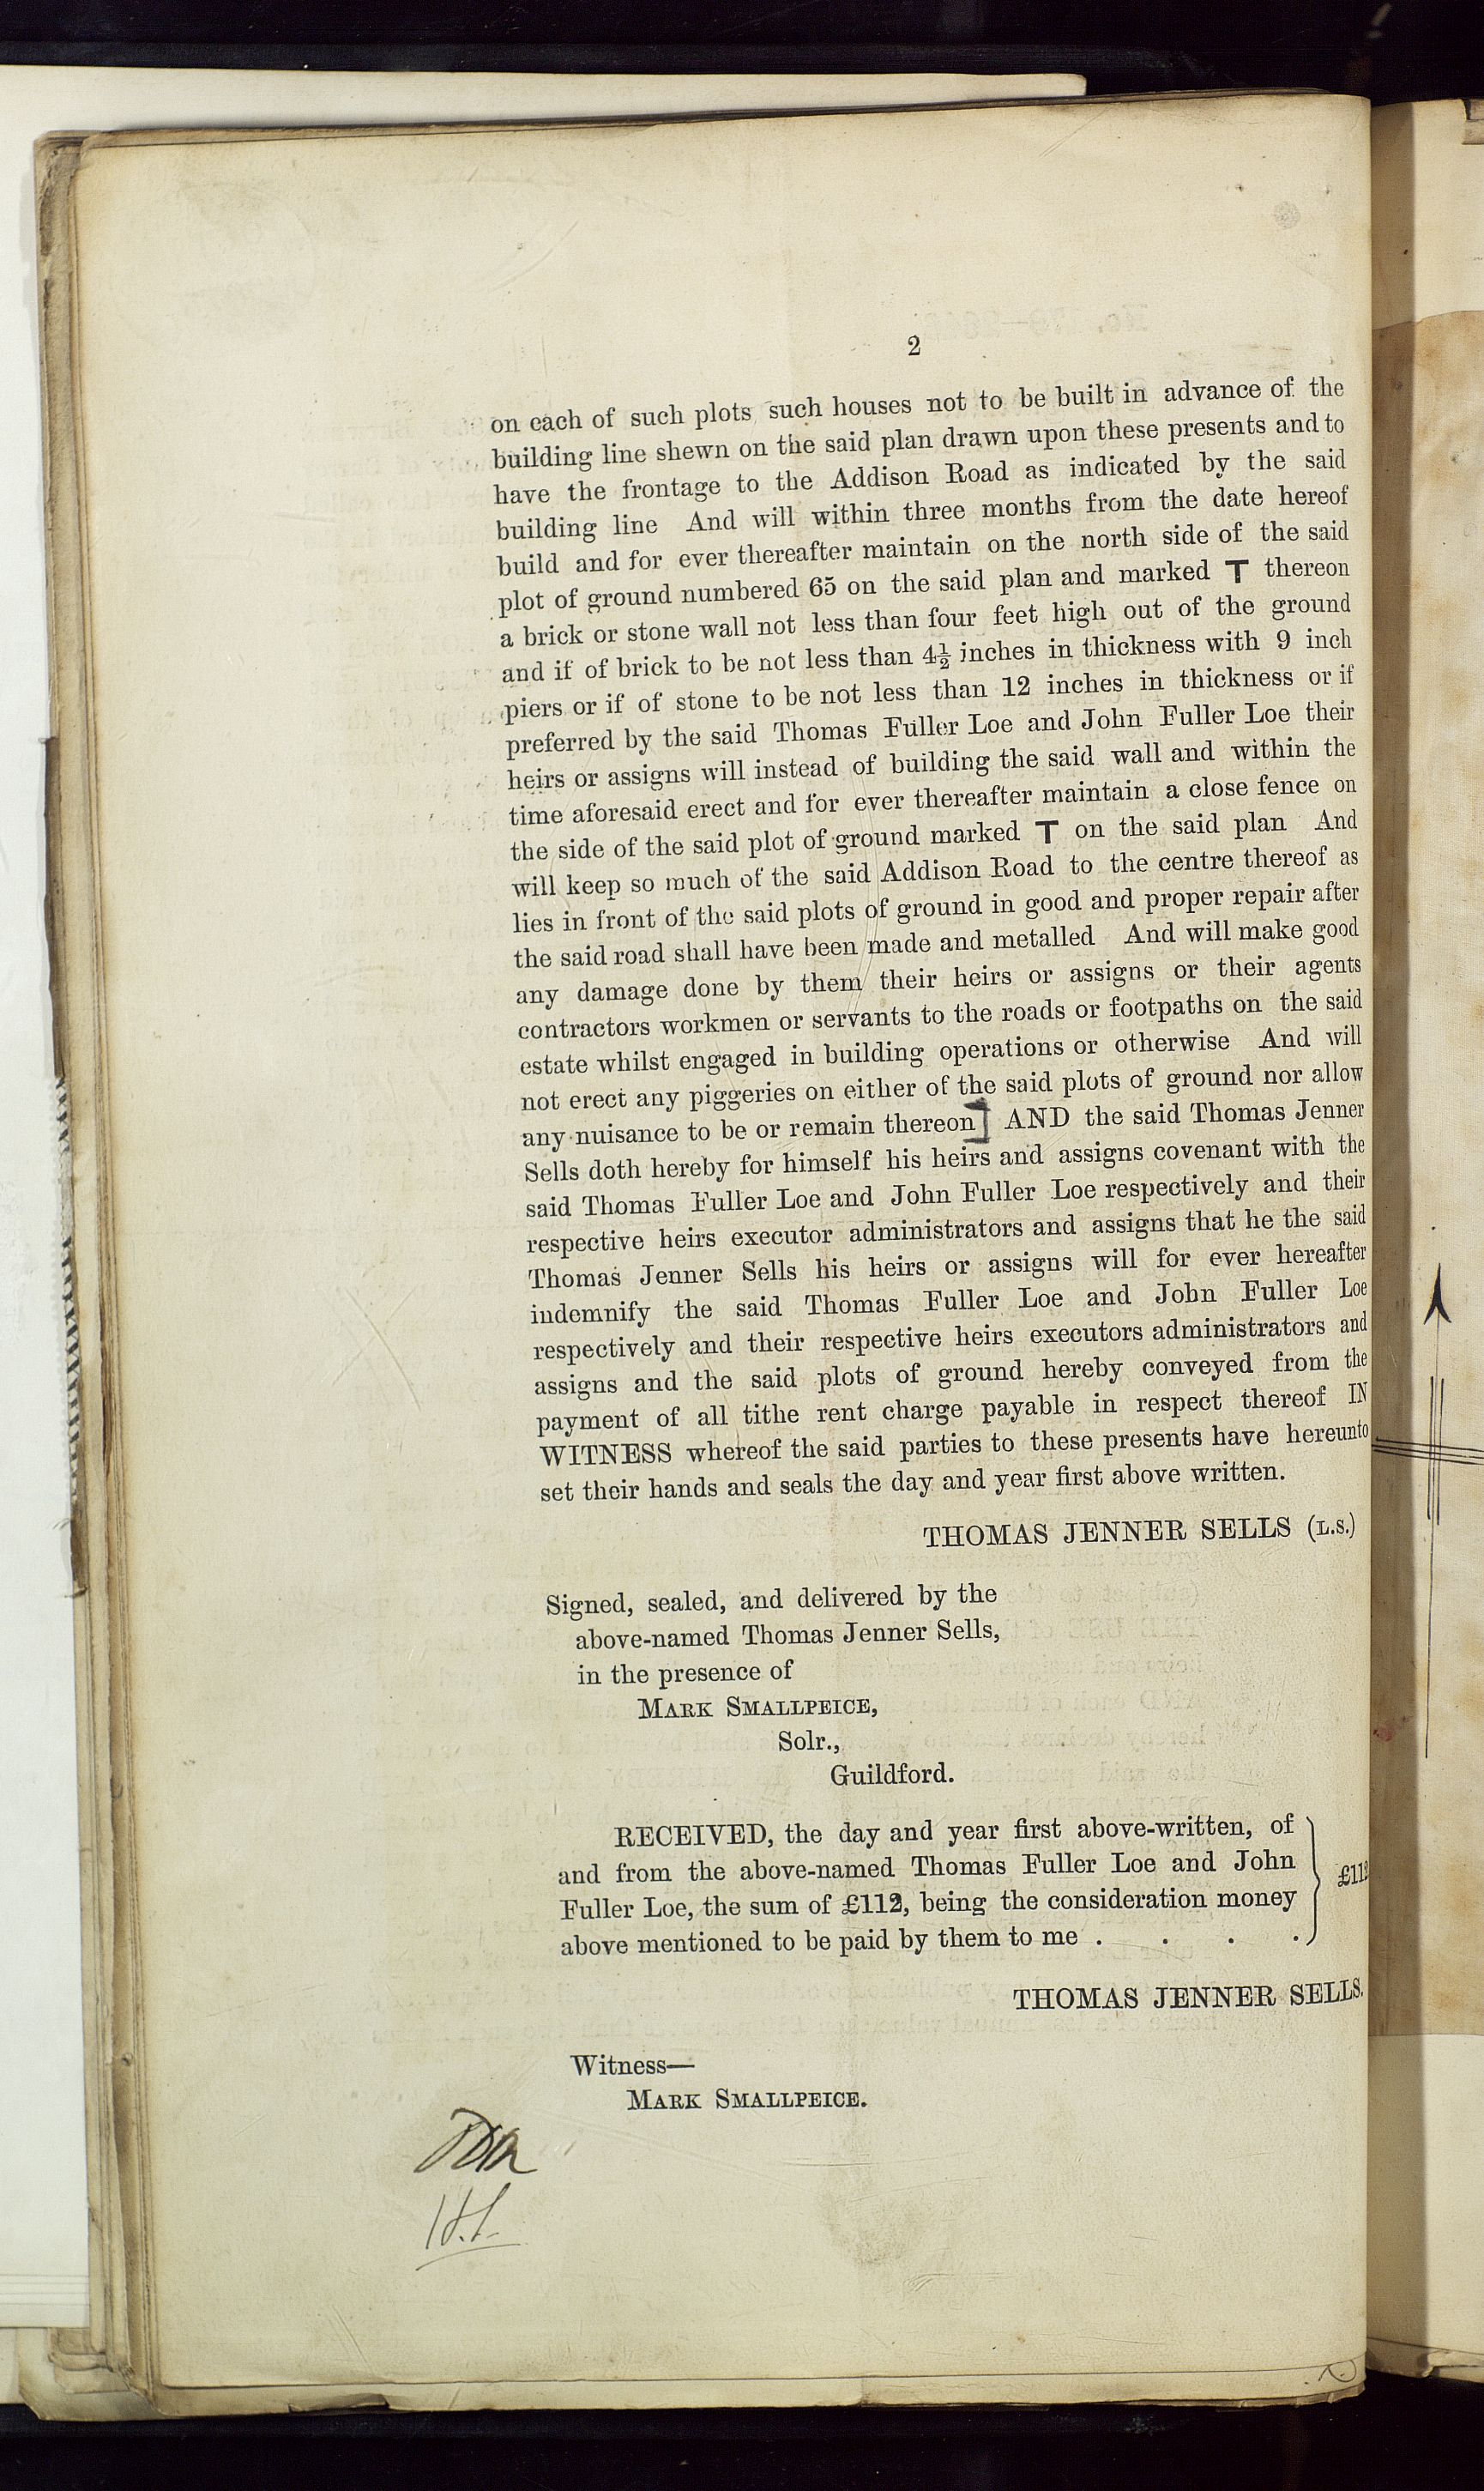 2
on each of such plots such houses not to be built in advance of the
building line shewn on the said plan drawn upon these presents and to
have the frontage to the Addison Road as indicated by the said
building line And will within three months from the date hereof
build and for ever thereafter maintain on the north side of the said
plot of ground numbered 65 on the said plan and marked T thereon
a brick or stone wall not less than four feet high out of the ground
and if of brick to be not less than 4½ inches in thickness with 9 inch
piers or if of stone to be not less than 12 inches in thickness or if
preferred by the said Thomas Fuller Loe and John Fuller Loe their
heirs or assigns will instead of building the said wall and within the
time aforesaid erect and for ever thereafter maintain a close fence on
the side of the said plot of ground marked T on the said plan And
will keep so much of the said Addison Road to the centre thereof as
lies in front of the said plots of ground in good and proper repair after
the said road shall have been made and metalled And will make good
any damage done by them their heirs or assigns or their agents
contractors workmen or servants to the roads or footpaths on the said
estate whilst engaged in building operations or otherwise And will
not erect any piggeries on either of the said plots of ground nor allow
any nuisance to be or remain thereon] AND the said Thomas Jenner
Sells doth hereby for himself his heirs and assigns covenant with the
said Thomas Fuller Loe and John Fuller Loe respectively and their
respective heirs executor administrators and assigns that he the said
Thomas Jenner Sells his heirs or assigns will for ever hereafter
indemnify the said Thomas Fuller Loe and John Fuller Loe
respectively and their respective heirs executors administrators and
assigns and the said plots of ground hereby conveyed from the
payment of all tithe rent charge payable in respect thereof IN
WITNESS whereof the said parties to these presents have hereunto
set their hands and seals the day and year first above written.
THOMAS JENNER SELLS (L.S.)
Signed, sealed, and delivered by the
above-named Thomas Jenner Sells,
in the presence of
MARK SMALLPEICE,
Solr.,
Guildford.
RECEIVED, the day and year first above-written, of
and from the above-named Thomas Fuller Loe and John
Fuller Loe, the sum of £112, being the consideration money
above mentioned to be paid by them to me . . . .
£112
THOMAS JENNER SELLS.
Witness—
MARK SMALLPEICE.